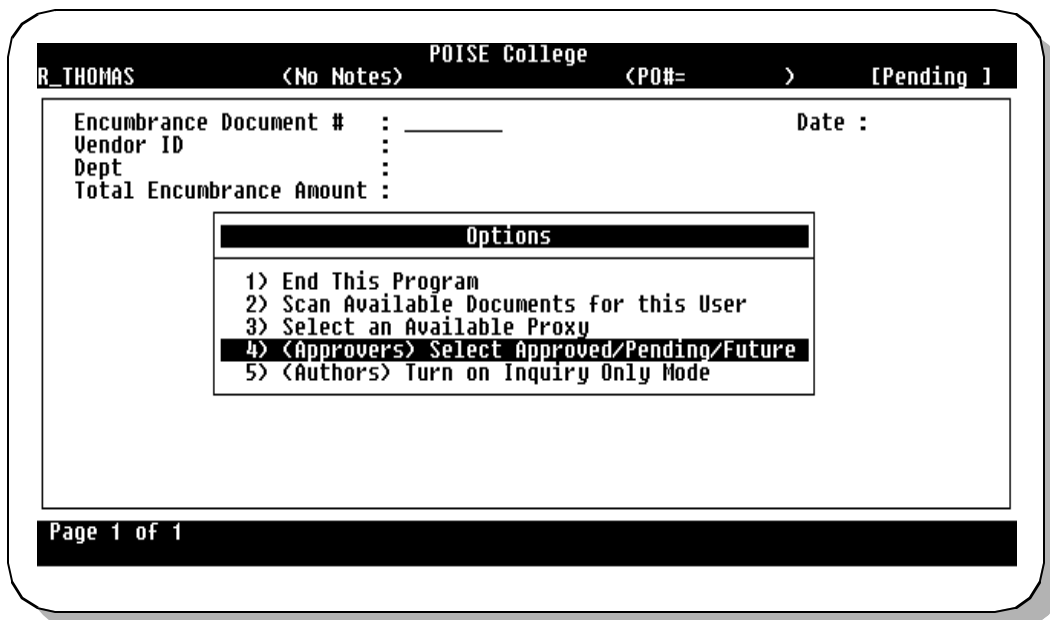 POISE College
R_THOMAS (No Notes) (PO#= ) [Pending ]
Encumbrance Document # : _________ Date :
Vendor ID :
Dept :
Total Encumbrance Amount :
Options
1) End This Program
2) Scan Available Documents for this User
3) Select an Available Proxy
4) (Approvers) Select Approved/Pending/Future
5) (Authors) Turn on Inquiry Only Mode
Page 1 of 1